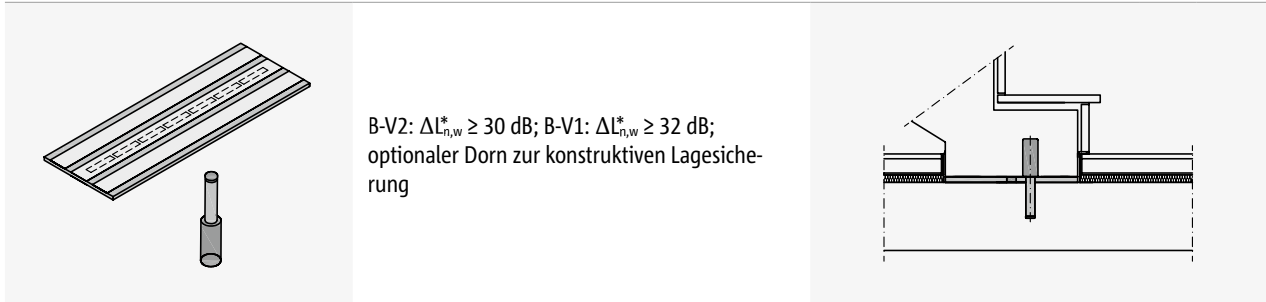 B-V2: ΔL*n,w ≥ 30 dB; B-V1: ΔL*n,w ≥ 32 dB;
optionaler Dorn zur konstruktiven Lagesiche-
rung